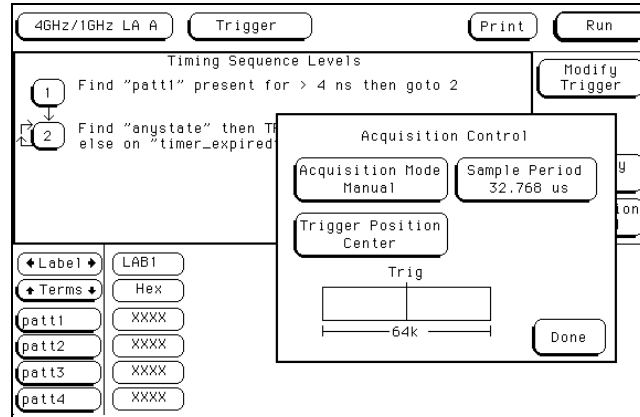 4GHz/1GHz LA A
Trigger
Print
Run
Timing Sequence Levels
1
Find "patt1" present for > 4 ns then goto 2
2
Find "anystate" then
else on "timer_expired
Modify
Trigger
Acquisition Control
Acquisition Mode
Manual
Sample Period
32.768 us
Trigger Position
Center
Trig
64k
Done
Label
LAB1
Terms
Hex
patt1
XXXX
patt2
XXXX
patt3
XXXX
patt4
XXXX